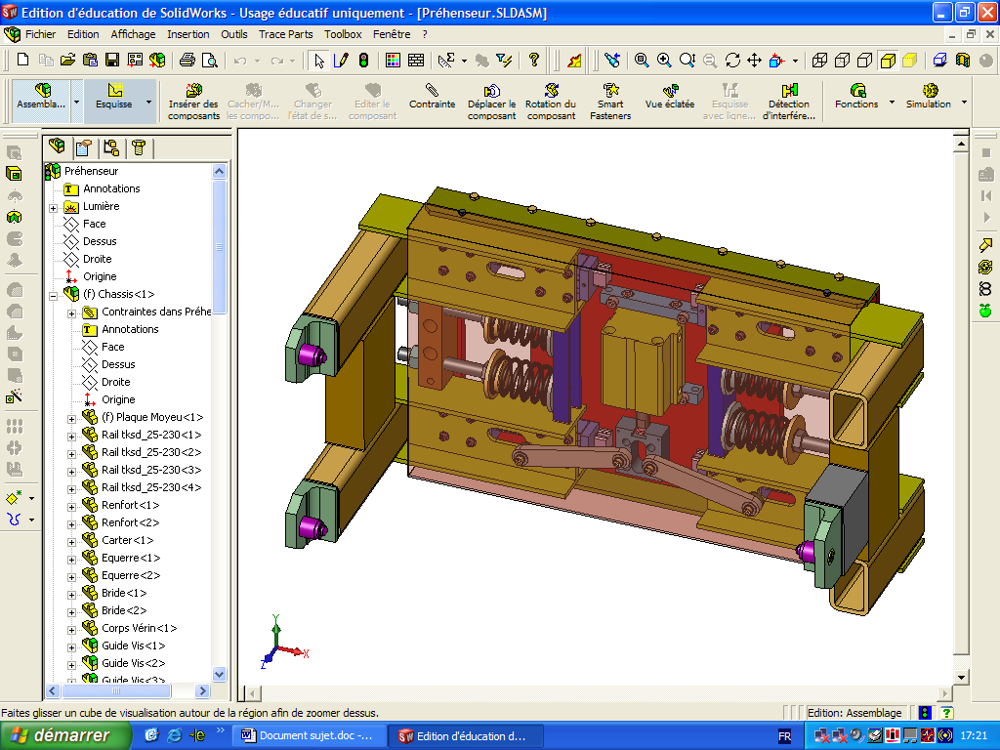 Edition d'éducation de SolidWorks - Usage éducatif uniquement - [Préhenseur.SLDASM]
Fichier Edition Affichage Insertion Outils Trace Parts Toolbox Fenêtre ?
Assembla... Esquisse Insérer des composants Cacher/M... les compo... Changer l'état de s... Editer le composant Contrainte Déplacer le composant Rotation du composant Smart Fasteners Vue éclatée Esquisse avec ligne... Détection d'interfére... Fonctions Simulation
Préhenseur
Annotations
Lumière
Face
Dessus
Droite
Origine
(f) Chassis<1>
Contraintes dans Préhe
Annotations
Face
Dessus
Droite
Origine
(f) Plaque Moyeu<1>
Rail tksd_25-230<1>
Rail tksd_25-230<2>
Rail tksd_25-230<3>
Rail tksd_25-230<4>
Renfort<1>
Renfort<2>
Carter<1>
Equerre<1>
Equerre<2>
Bride<1>
Bride<2>
Corps Vérin<1>
Guide Vis<1>
Guide Vis<2>
Guide Vis<3>
Y
X
Z
Faites glisser un cube de visualisation autour de la région afin de zoomer dessus.
Edition: Assemblage
démarrer
Document sujet.doc -...
Edition d'éducation d...
FR
17:21